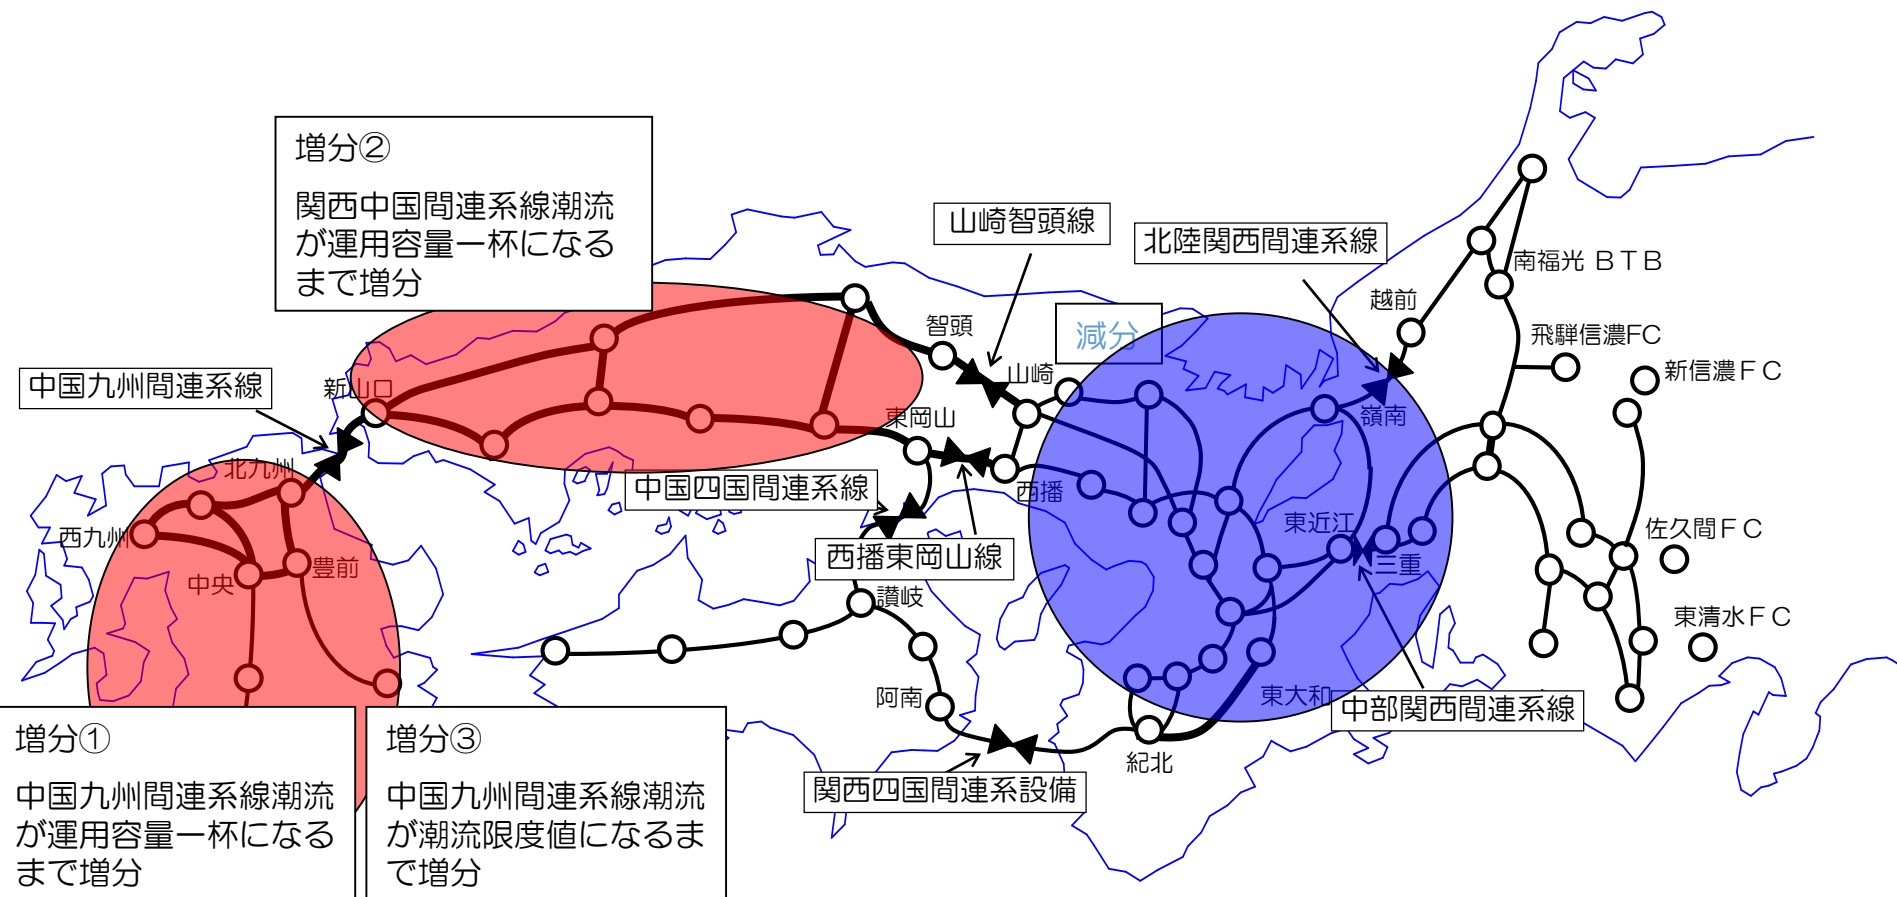 増分②
関西中国間連系線潮流
が運用容量一杯になる
まで増分
山崎智頭線
北陸関西間連系線
南福光ＢＴＢ
越前
飛騨信濃FC
新信濃ＦＣ
智頭
減分
山崎
中国九州間連系線
新山口
東岡山
嶺南
北九州
中国四国間連系線
西播
西九州
東近江
佐久間ＦＣ
西播東岡山線
三重
中央
豊前
讃岐
東清水ＦＣ
阿南
東大和
中部関西間連系線
紀北
関西四国間連系設備
増分①
中国九州間連系線潮流
が運用容量一杯になる
まで増分
増分③
中国九州間連系線潮流
が潮流限度値になるま
で増分